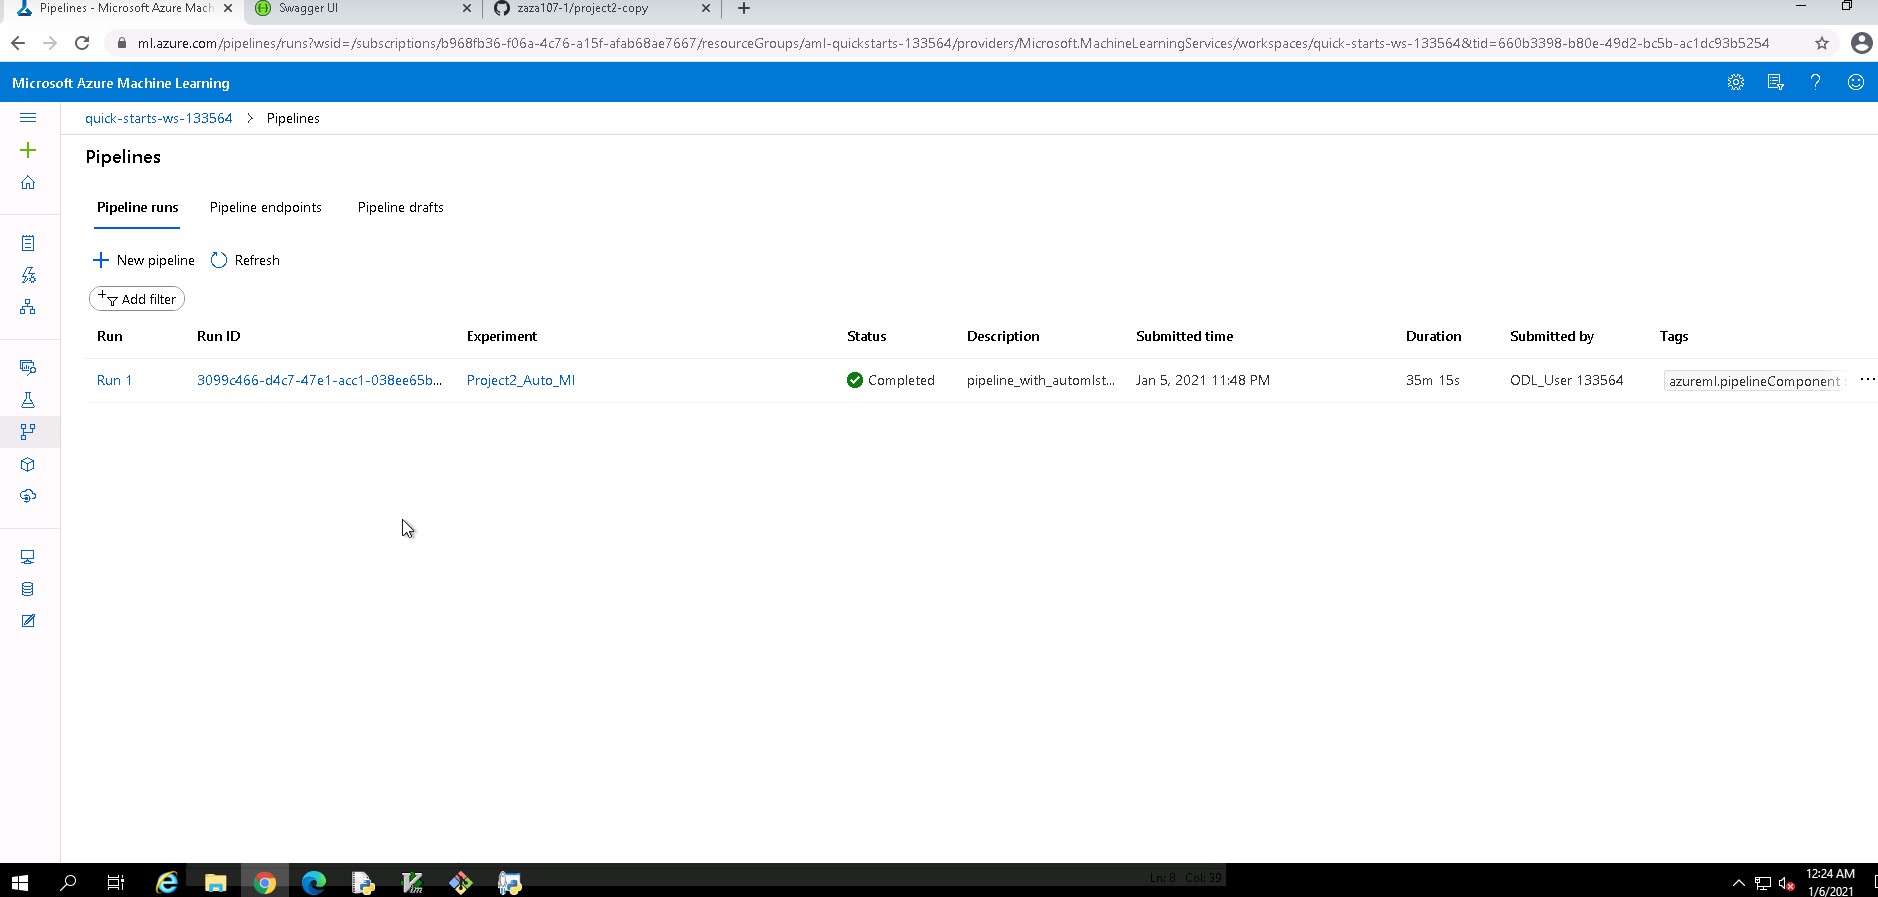 Pipelines - Microsoft Azure Mach
Swagger UI
zaza107-1/project2-copy
ml.azure.com/pipelines/runs?wsid=/subscriptions/b968fb36-f06a-4c76-a15f-afab68ae7667/resourceGroups/aml-quickstarts-133564/providers/Microsoft.MachineLearningServices/workspaces/quick-starts-ws-133564&tid=660b3398-b80e-49d2-bc5b-ac1dc93b5254
Microsoft Azure Machine Learning
quick-starts-ws-133564 > Pipelines
Pipelines
Pipeline runs Pipeline endpoints Pipeline drafts
New pipeline Refresh
Add filter
Run Run ID Experiment Status Description Submitted time Duration Submitted by Tags
Run 1 3099c466-d4c7-47e1-acc1-038ee65b... Project2_Auto_Ml Completed pipeline_with_automlst... Jan 5, 2021 11:48 PM 35m 15s ODL_User 133564 azureml.pipelineComponent :
Ln: 8 Col: 39
12:24 AM
1/6/2021